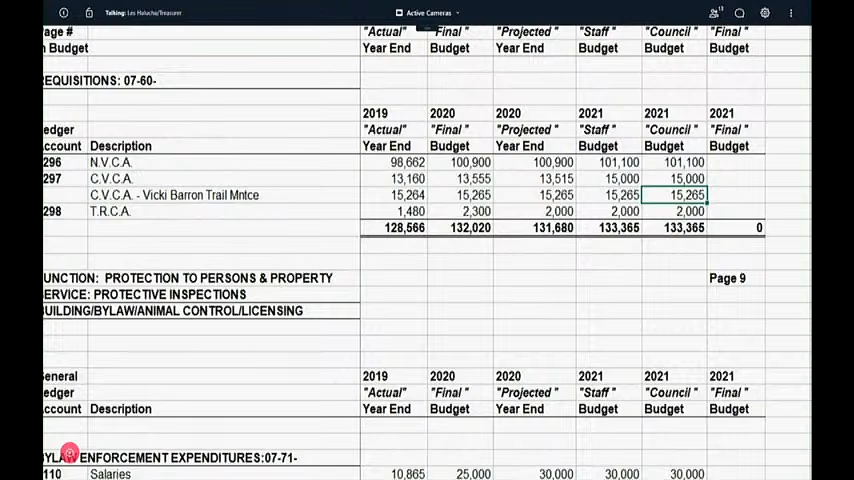 Talking: Les Halucha/Treasurer
Active Cameras
13
age # "Actual" "Final" "Projected" "Staff" "Council" "Final"
n Budget Year End Budget Year End Budget Budget Budget
REQUISITIONS: 07-60-
2019 2020 2020 2021 2021 2021
edger "Actual" "Final" "Projected" "Staff" "Council" "Final"
ccount Description Year End Budget Year End Budget Budget Budget
296 N.V.C.A. 98,662 100,900 100,900 101,100 101,100
297 C.V.C.A. 13,160 13,555 13,515 15,000 15,000
C.V.C.A. - Vicki Barron Trail Mntce 15,264 15,265 15,265 15,265 15,265
298 T.R.C.A. 1,480 2,300 2,000 2,000 2,000
128,566 132,020 131,680 133,365 133,365 0
UNCTION: PROTECTION TO PERSONS & PROPERTY Page 9
ERVICE: PROTECTIVE INSPECTIONS
BUILDING/BYLAW/ANIMAL CONTROL/LICENSING
General 2019 2020 2020 2021 2021 2021
edger "Actual" "Final" "Projected" "Staff" "Council" "Final"
ccount Description Year End Budget Year End Budget Budget Budget
BYLAW ENFORCEMENT EXPENDITURES:07-71-
110 Salaries 10,865 25,000 30,000 30,000 30,000